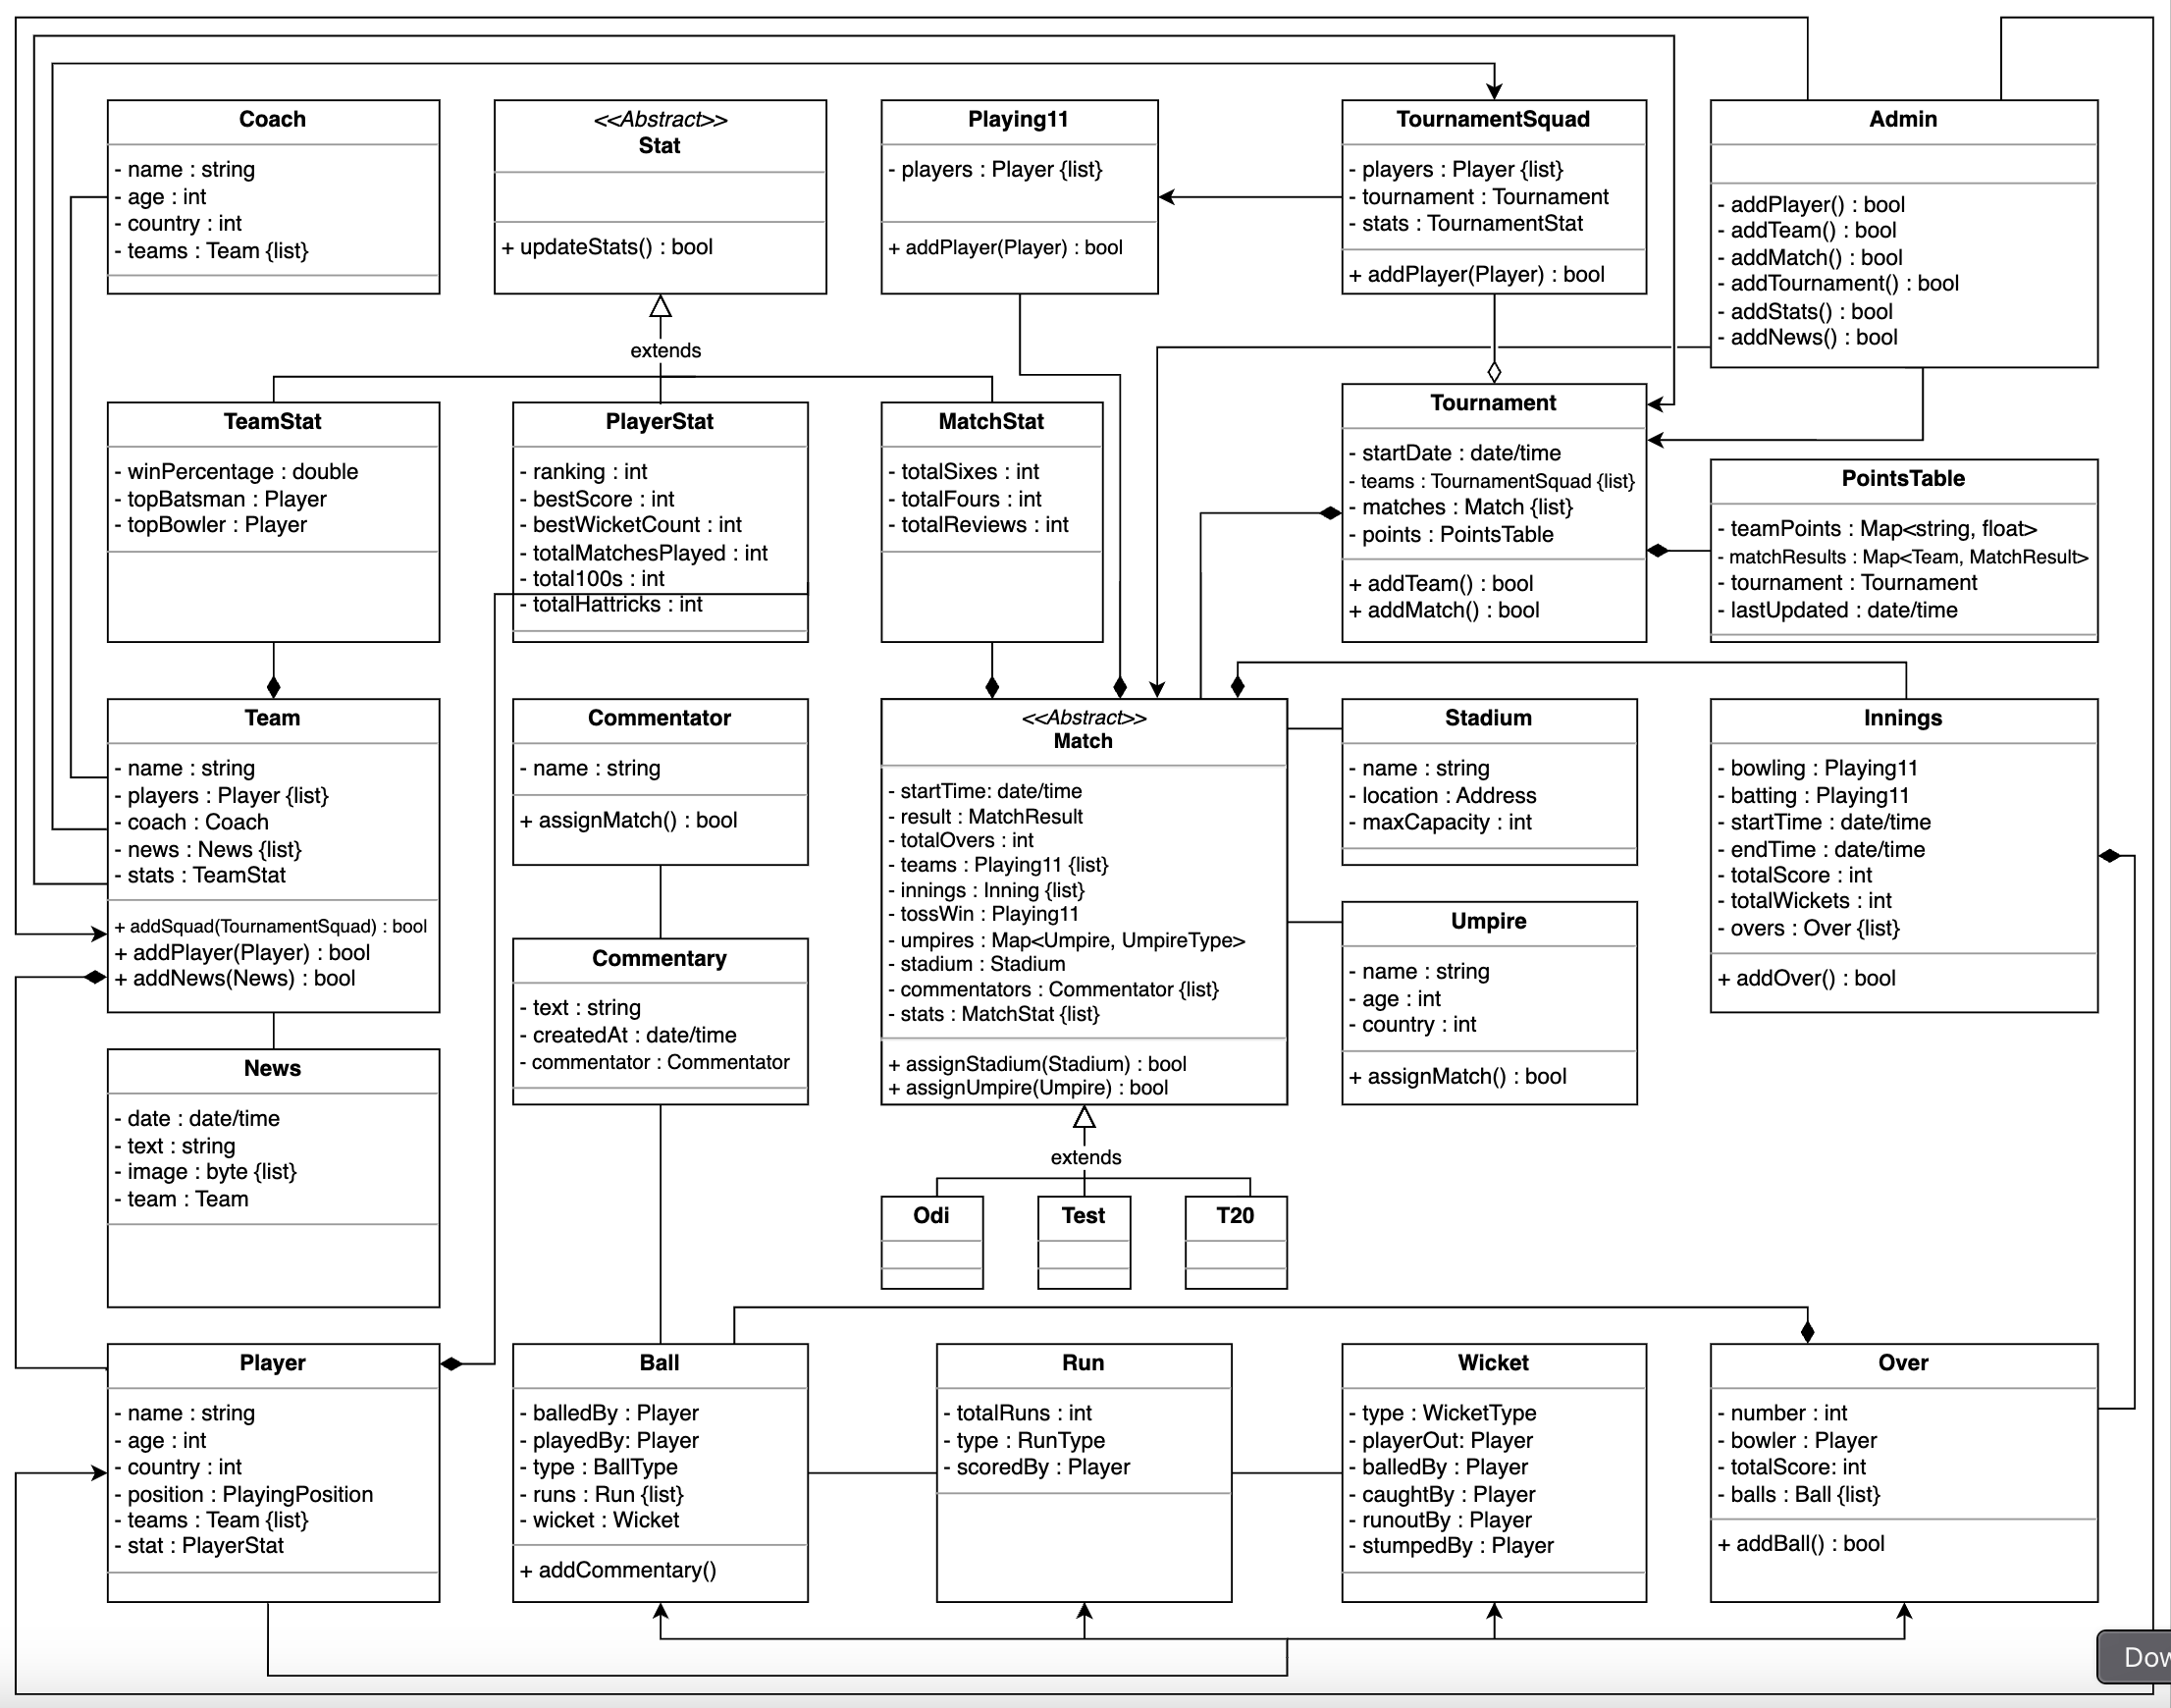 Coach
- name : string
- age : int
- country : int
- teams : Team {list}
<<Abstract>>
Stat
+ updateStats() : bool
Playing11
- players : Player {list}
+ addPlayer(Player) : bool
TournamentSquad
- players : Player {list}
- tournament : Tournament
- stats : TournamentStat
+ addPlayer(Player) : bool
Admin
- addPlayer() : bool
- addTeam() : bool
- addMatch() : bool
- addTournament() : bool
- addStats() : bool
- addNews() : bool
extends
TeamStat
- winPercentage : double
- topBatsman : Player
- topBowler : Player
PlayerStat
- ranking : int
- bestScore : int
- bestWicketCount : int
- totalMatchesPlayed : int
- total100s : int
- totalHattricks : int
MatchStat
- totalSixes : int
- totalFours : int
- totalReviews : int
Tournament
- startDate : date/time
- teams : TournamentSquad {list}
- matches : Match {list}
- points : PointsTable
+ addTeam() : bool
+ addMatch() : bool
PointsTable
- teamPoints : Map<string, float>
- matchResults : Map<Team, MatchResult>
- tournament : Tournament
- lastUpdated : date/time
Team
- name : string
- players : Player {list}
- coach : Coach
- news : News {list}
- stats : TeamStat
+ addSquad(TournamentSquad) : bool
+ addPlayer(Player) : bool
+ addNews(News) : bool
Commentator
- name : string
+ assignMatch() : bool
<<Abstract>>
Match
- startTime: date/time
- result : MatchResult
- totalOvers : int
- teams : Playing11 {list}
- innings : Inning {list}
- tossWin : Playing11
- umpires : Map<Umpire, UmpireType>
- stadium : Stadium
- commentators : Commentator {list}
- stats : MatchStat {list}
+ assignStadium(Stadium) : bool
+ assignUmpire(Umpire) : bool
Stadium
- name : string
- location : Address
- maxCapacity : int
Innings
- bowling : Playing11
- batting : Playing11
- startTime : date/time
- endTime : date/time
- totalScore : int
- totalWickets : int
- overs : Over {list}
+ addOver() : bool
Commentary
- text : string
- createdAt : date/time
- commentator : Commentator
Umpire
- name : string
- age : int
- country : int
+ assignMatch() : bool
News
- date : date/time
- text : string
- image : byte {list}
- team : Team
extends
Odi
Test
T20
Player
- name : string
- age : int
- country : int
- position : PlayingPosition
- teams : Team {list}
- stat : PlayerStat
Ball
- balledBy : Player
- playedBy: Player
- type : BallType
- runs : Run {list}
- wicket : Wicket
+ addCommentary()
Run
- totalRuns : int
- type : RunType
- scoredBy : Player
Wicket
- type : WicketType
- playerOut: Player
- balledBy : Player
- caughtBy : Player
- runoutBy : Player
- stumpedBy : Player
Over
- number : int
- bowler : Player
- totalScore: int
- balls : Ball {list}
+ addBall() : bool